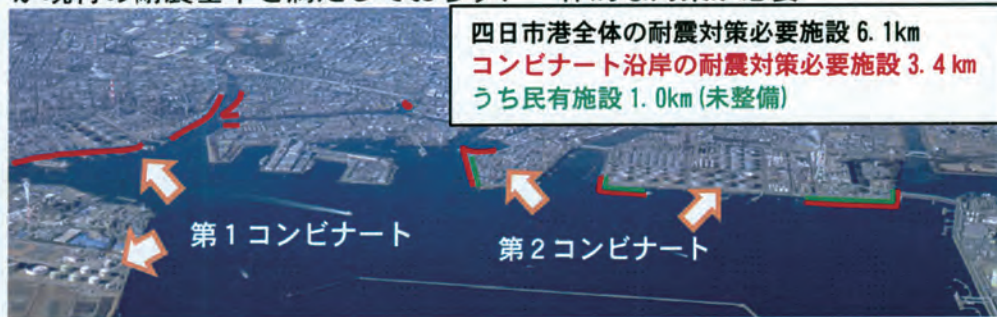 四日市港全体の耐震対策必要施設 6.1km
コンビナート沿岸の耐震対策必要施設 3.4km
うち民有施設 1.0km(未整備)
第1コンビナート
第2コンビナート